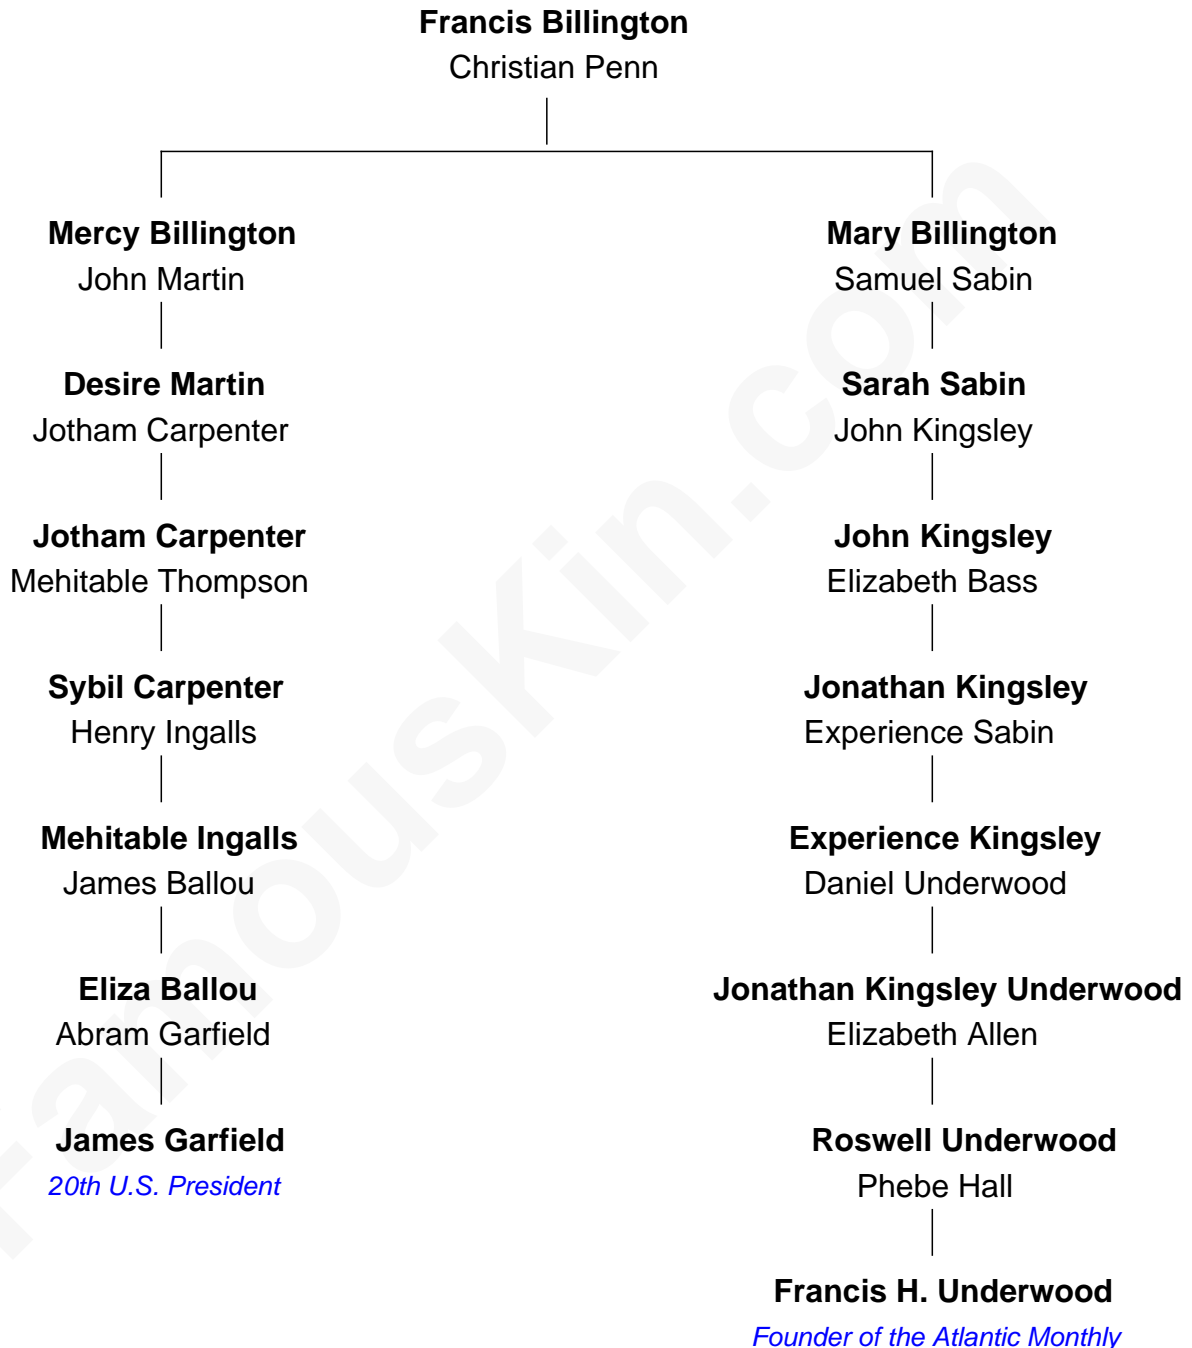 Francis Billington
Christian Penn
Mercy Billington
John Martin
Mary Billington
Samuel Sabin
Desire Martin
Jotham Carpenter
Sarah Sabin
John Kingsley
Jotham Carpenter
Mehitable Thompson
John Kingsley
Elizabeth Bass
Sybil Carpenter
Henry Ingalls
Jonathan Kingsley
Experience Sabin
Mehitable Ingalls
James Ballou
Experience Kingsley
Daniel Underwood
Eliza Ballou
Abram Garfield
Jonathan Kingsley Underwood
Elizabeth Allen
James Garfield
20th U.S. President
Roswell Underwood
Phebe Hall
Francis H. Underwood
Founder of the Atlantic Monthly
FamousKin.com